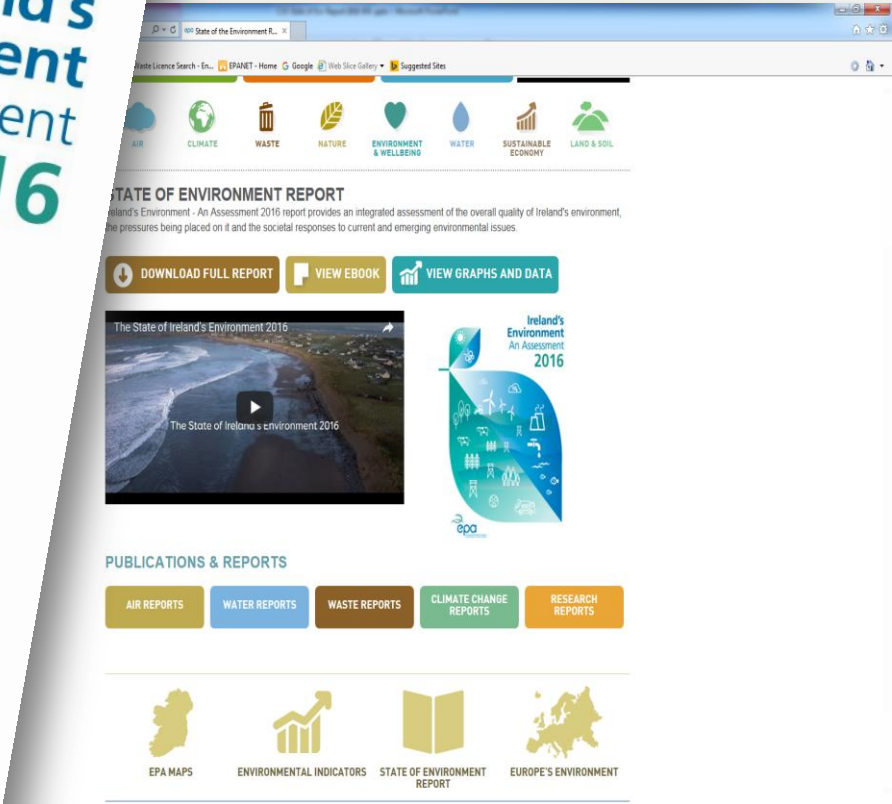 d's
ent
ent
16
State of the Environment R... x
Waste Licence Search - En... EPANET - Home G Google Web Slice Gallery Suggested Sites
AIR CLIMATE WASTE NATURE ENVIRONMENT & WELLBEING WATER SUSTAINABLE ECONOMY LAND & SOIL
STATE OF ENVIRONMENT REPORT
Ireland's Environment - An Assessment 2016 report provides an integrated assessment of the overall quality of Ireland's environment,
the pressures being placed on it and the societal responses to current and emerging environmental issues.
DOWNLOAD FULL REPORT VIEW EBOOK VIEW GRAPHS AND DATA
The State of Ireland's Environment 2016
The State of Ireland's Environment 2016
Ireland's
Environment
An Assessment
2016
epa
PUBLICATIONS & REPORTS
AIR REPORTS WATER REPORTS WASTE REPORTS CLIMATE CHANGE REPORTS RESEARCH REPORTS
EPA MAPS ENVIRONMENTAL INDICATORS STATE OF ENVIRONMENT REPORT EUROPE'S ENVIRONMENT